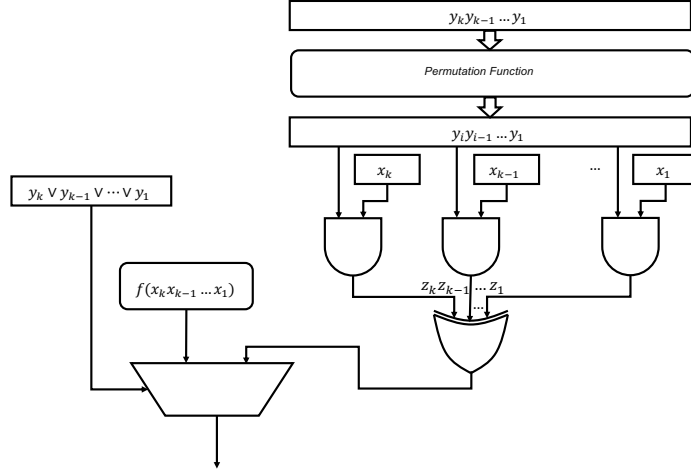 y_k y_{k-1} … y_1
Permutation Function
y_i y_{i-1} … y_1
x_k
x_{k-1}
...
x_1
y_k ∨ y_{k-1} ∨ ⋯ ∨ y_1
f(x_k x_{k-1} … x_1)
z_k z_{k-1} … z_1
...